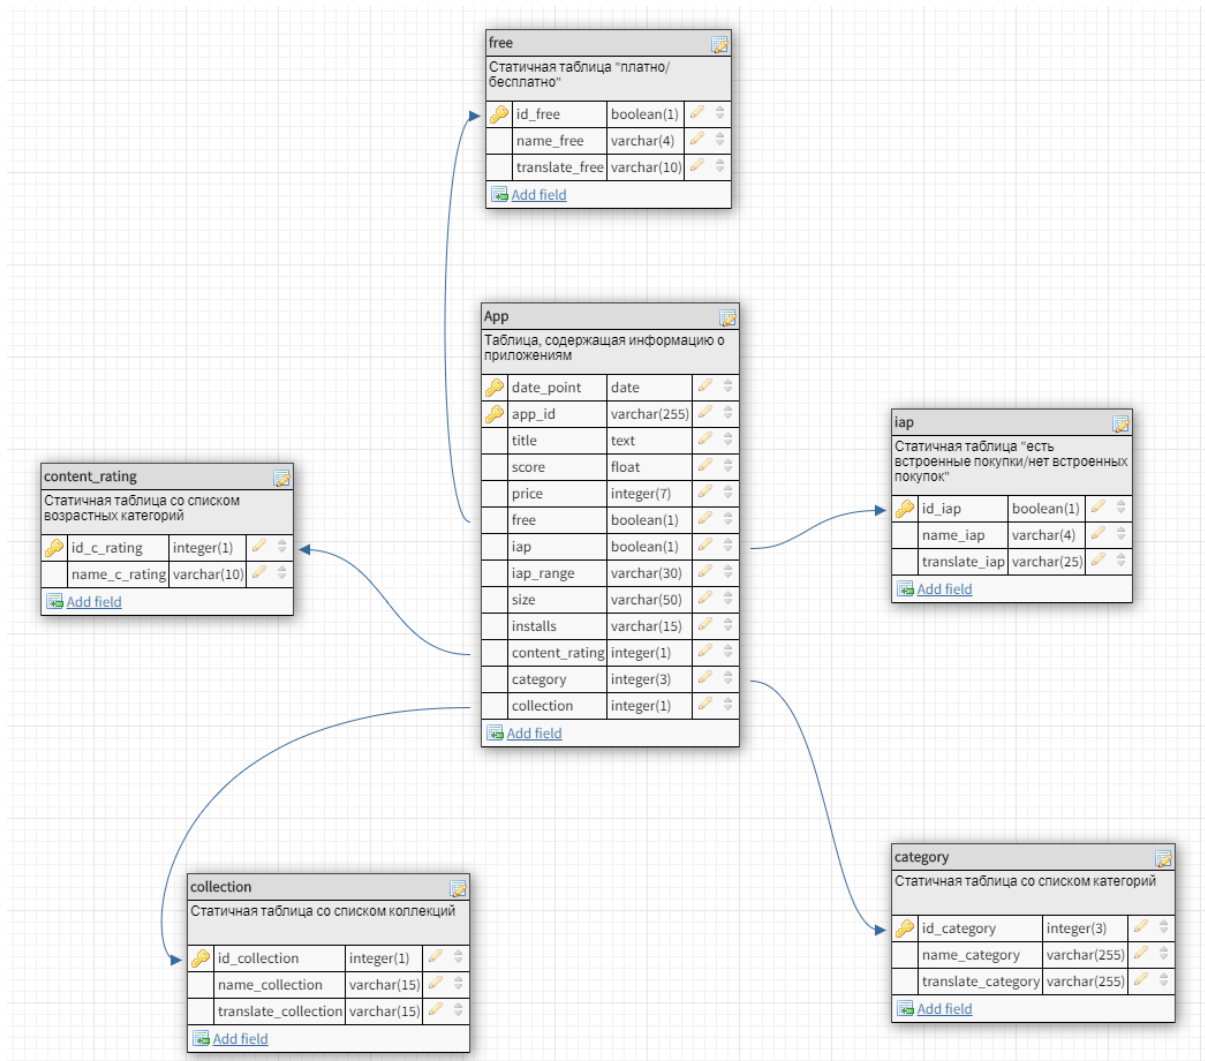 free
Статичная таблица "платно/
бесплатно"
id_free boolean(1)
name_free varchar(4)
translate_free varchar(10)
Add field
App
Таблица, содержащая информацию о
приложениям
date_point date
app_id varchar(255)
title text
score float
price integer(7)
free boolean(1)
iap boolean(1)
iap_range varchar(30)
size varchar(50)
installs varchar(15)
content_rating integer(1)
category integer(3)
collection integer(1)
Add field
iap
Статичная таблица "есть
встроенные покупки/нет встроенных
покупок"
id_iap boolean(1)
name_iap varchar(4)
translate_iap varchar(25)
Add field
content_rating
Статичная таблица со списком
возрастных категорий
id_c_rating integer(1)
name_c_rating varchar(10)
Add field
collection
Статичная таблица со списком коллекций
id_collection integer(1)
name_collection varchar(15)
translate_collection varchar(15)
Add field
category
Статичная таблица со списком категорий
id_category integer(3)
name_category varchar(255)
translate_category varchar(255)
Add field